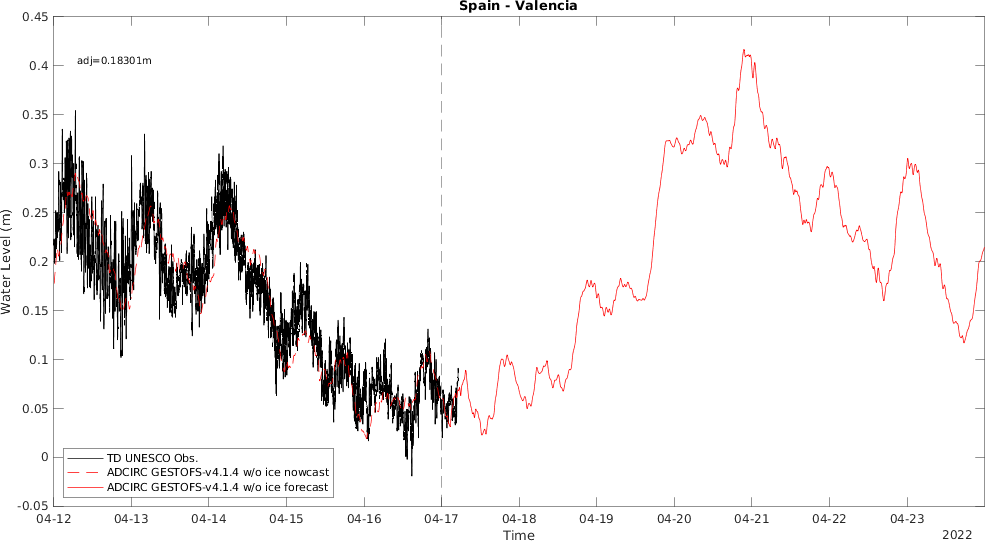 Spain - Valencia
0.45
0.4
0.35
0.3
0.25
0.2
0.15
0.1
0.05
0
-0.05
Water Level (m)
adj=0.18301m
TD UNESCO Obs.
ADCIRC GESTOFS-v4.1.4 w/o ice nowcast
ADCIRC GESTOFS-v4.1.4 w/o ice forecast
04-12 04-13 04-14 04-15 04-16 04-17 04-18 04-19 04-20 04-21 04-22 04-23
Time
2022